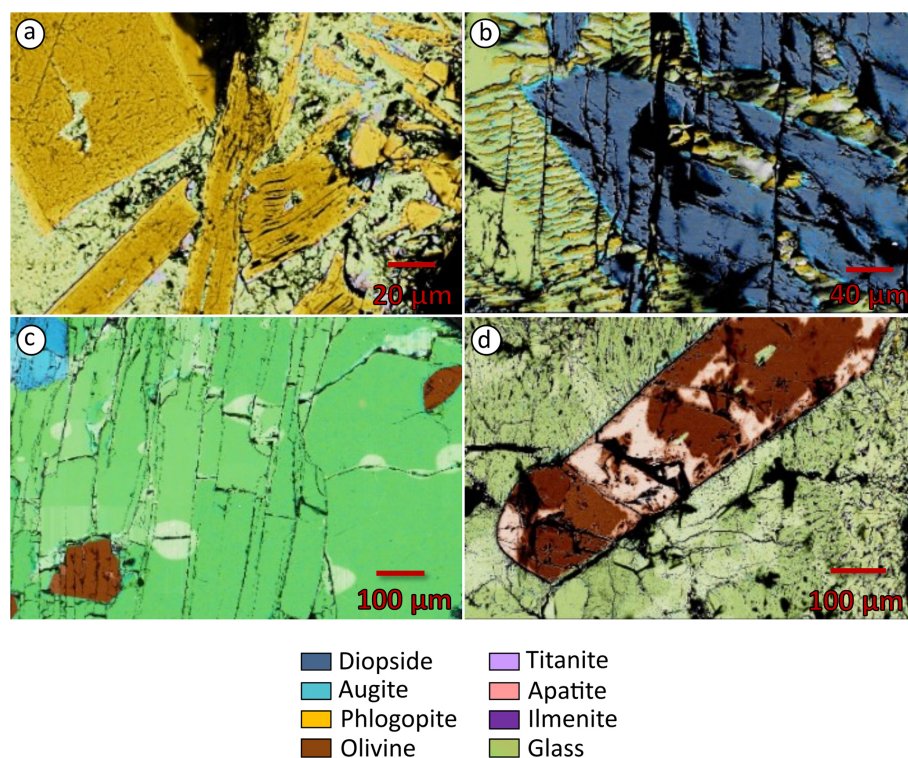 a
b
20 μm
40 μm
c
d
100 μm
100 μm
Diopside
Titanite
Augite
Apatite
Phlogopite
Ilmenite
Olivine
Glass